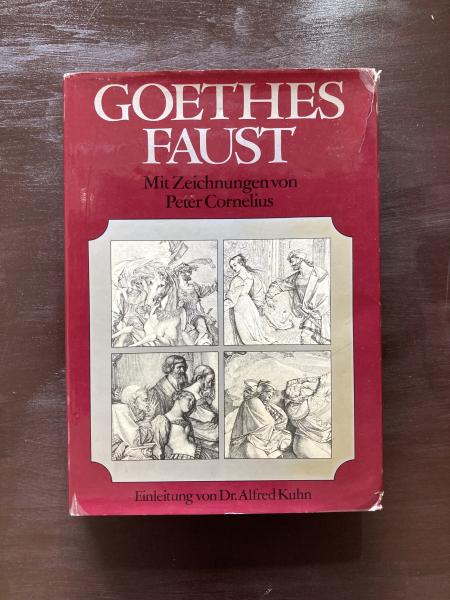 GOETHES
FAUST
Mit Zeichnungen von
Peter Cornelius
Einleitung von Dr. Alfred Kuhn